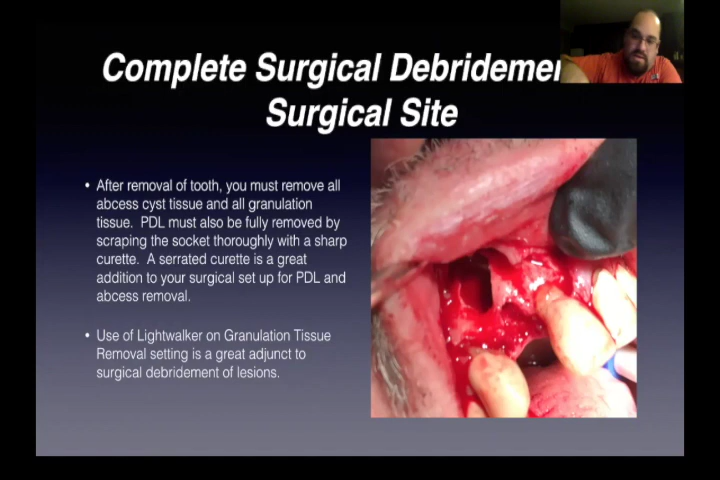 Complete Surgical Debridemen
Surgical Site
• After removal of tooth, you must remove all
abcess cyst tissue and all granulation
tissue. PDL must also be fully removed by
scraping the socket thoroughly with a sharp
curette. A serrated curette is a great
addition to your surgical set up for PDL and
abcess removal.
• Use of Lightwalker on Granulation Tissue
Removal setting is a great adjunct to
surgical debridement of lesions.